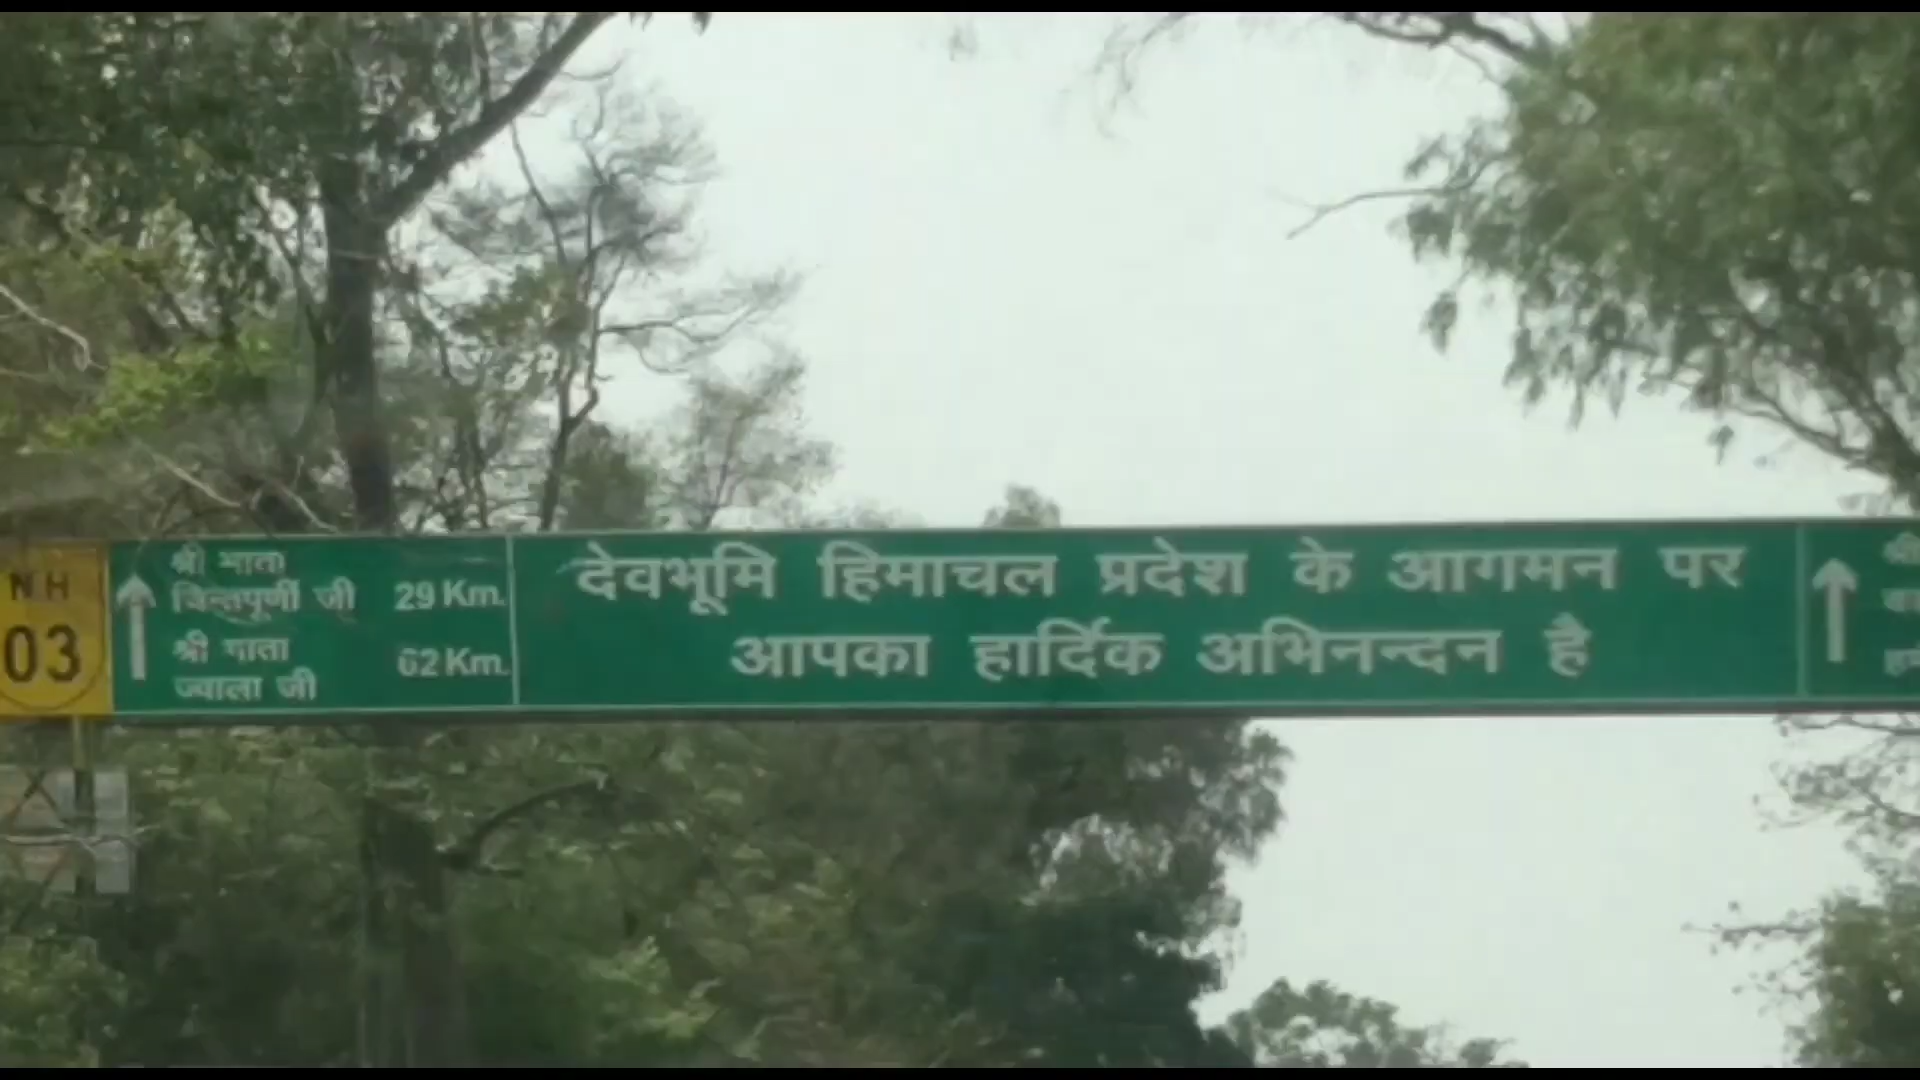 NH
03
श्री माता
चिन्तपूर्णी जी 29 Km.
श्री माता
ज्वाला जी 62 Km.
देवभूमि हिमाचल प्रदेश के आगमन पर
आपका हार्दिक अभिनन्दन है
श्री